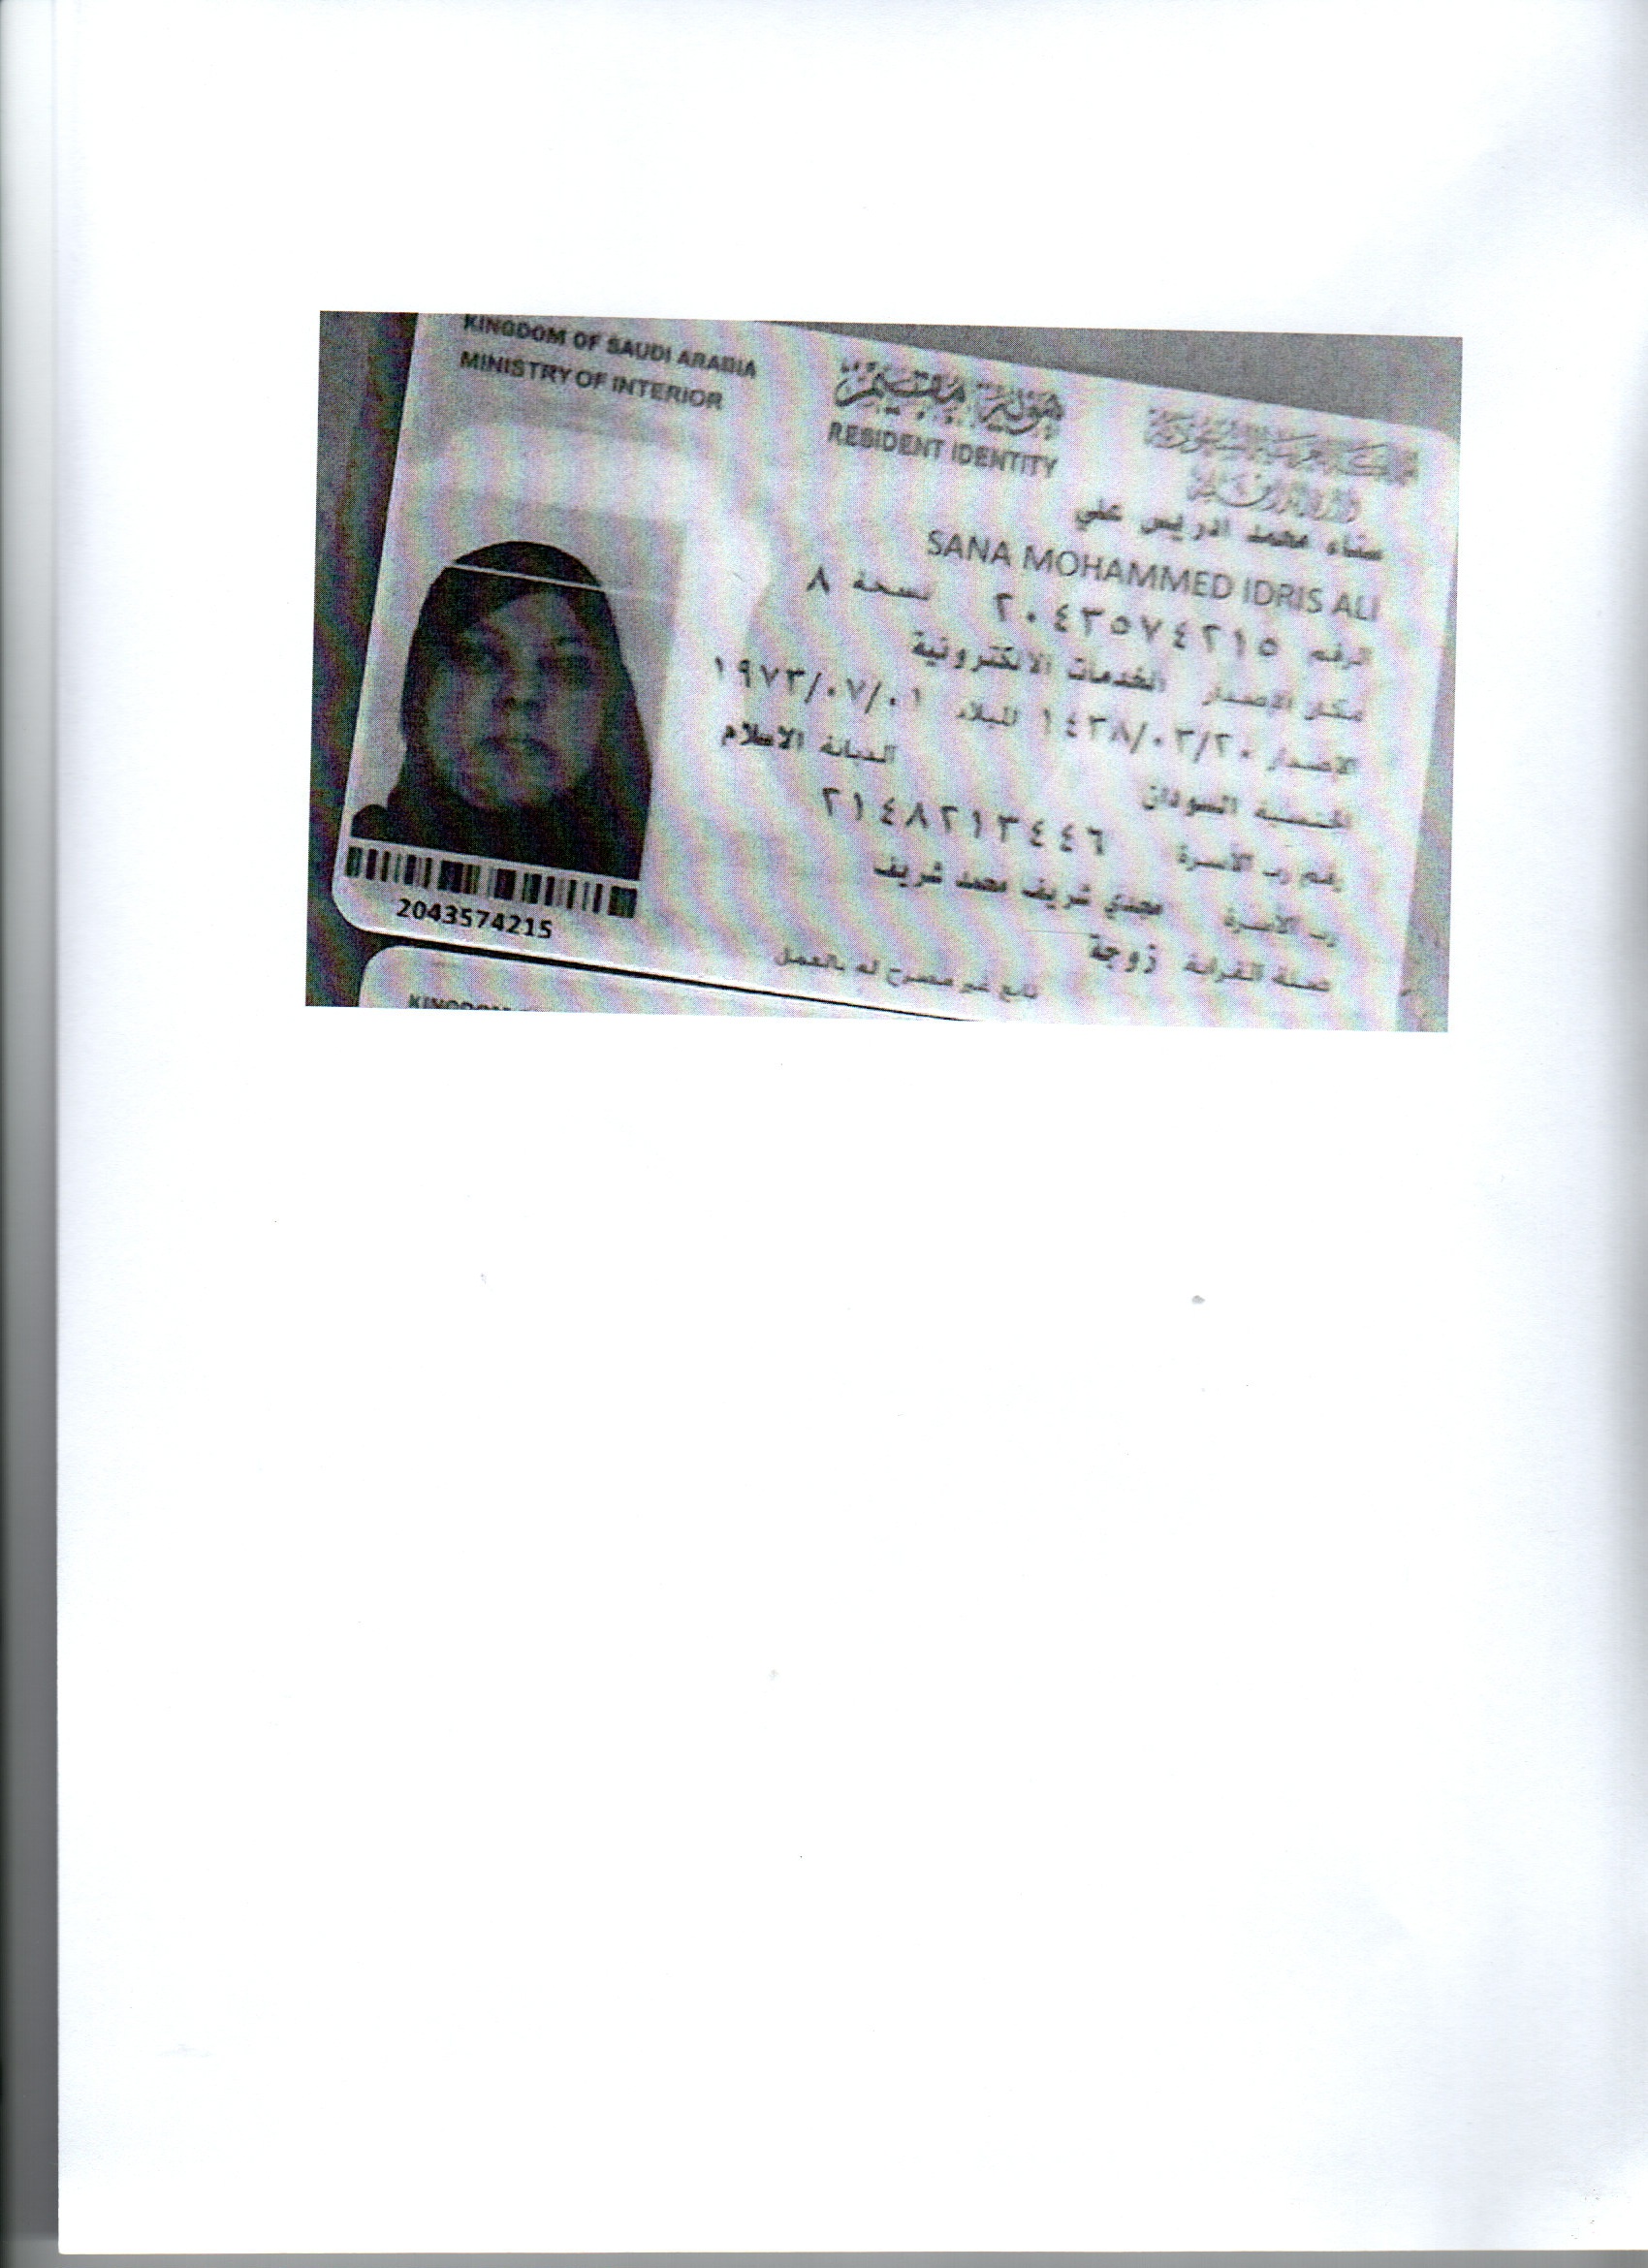 KINGDOM OF SAUDI ARABIA
MINISTRY OF INTERIOR
هوية مقيم
RESIDENT IDENTITY
المملكة العربية السعودية
وزارة الداخلية
سناء محمد ادريس علي
SANA MOHAMMED IDRIS ALI
الرقم ٢٠٤٣٥٧٤٢١٥ نسخة ٨
مكان الإصدار الخدمات الالكترونية
الإصدار ١٤٣٨/٠٣/٢٠ الميلاد ١٩٧٣/٠٧/٠١
الجنسية السودان الديانة الاسلام
رقم رب الأسرة ٢١٤٨٢١٣٤٤٦
رب الأسرة مجدي شريف محمد شريف
صلة القرابة زوجة
تابع غير مصرح له بالعمل
2043574215
KINGDOM